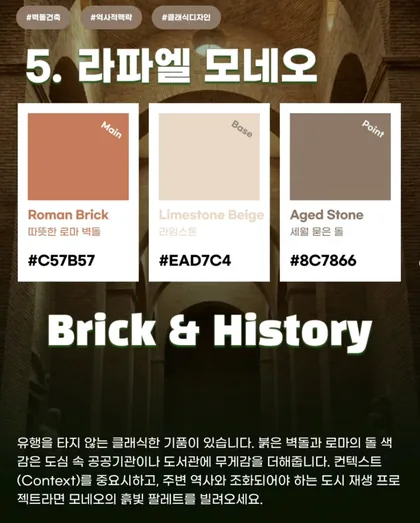 #벽돌건축 #역사적맥락 #클래식디자인
5. 라파엘 모네오
Main
Base
Point
Roman Brick
따뜻한 로마 벽돌
#C57B57
Limestone Beige
라임스톤
#EAD7C4
Aged Stone
세월 묻은 돌
#8C7866
Brick & History
유행을 타지 않는 클래식한 기품이 있습니다. 붉은 벽돌과 로마의 돌 색
감은 도심 속 공공기관이나 도서관에 무게감을 더해줍니다. 컨텍스트
(Context)를 중요시하고, 주변 역사와 조화되어야 하는 도시 재생 프로
젝트라면 모네오의 흙빛 팔레트를 빌려오세요.